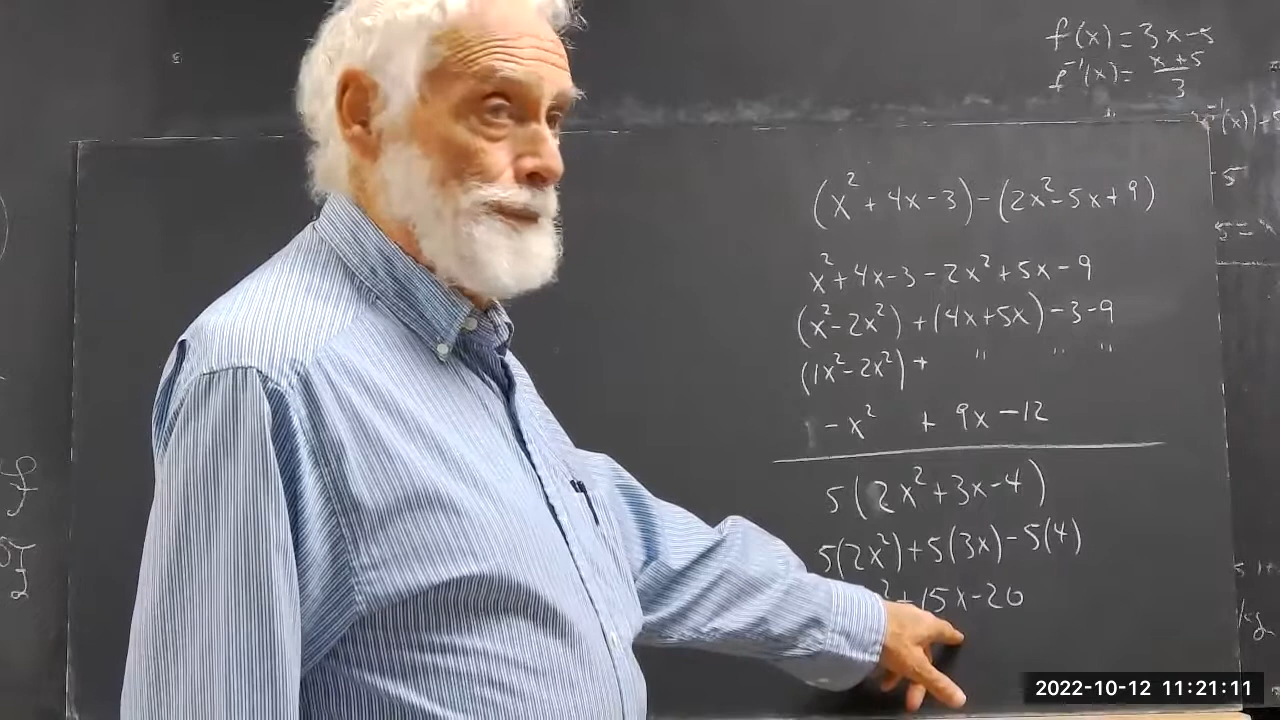 f(x) = 3x-5
f⁻¹(x) = x+5
3
(x²+4x-3)-(2x²-5x+9)
x²+4x-3-2x²+5x-9
(x²-2x²)+(4x+5x)-3-9
(1x²-2x²)+ " " "
-x² + 9x -12
5(2x²+3x-4)
5(2x²)+5(3x)-5(4)
²+15x-20
2022-10-12 11:21:11